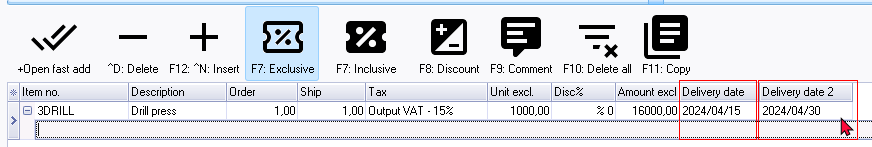 +Open fast add ^D: Delete F12: ^N: Insert F7: Exclusive F7: Inclusive F8: Discount F9: Comment F10: Delete all F11: Copy
Item no. Description Order Ship Tax Unit excl. Disc% Amount excl Delivery date Delivery date 2
3DRILL Drill press 1,00 1,00 Output VAT - 15% 1000,00 % 0 16000,00 2024/04/15 2024/04/30